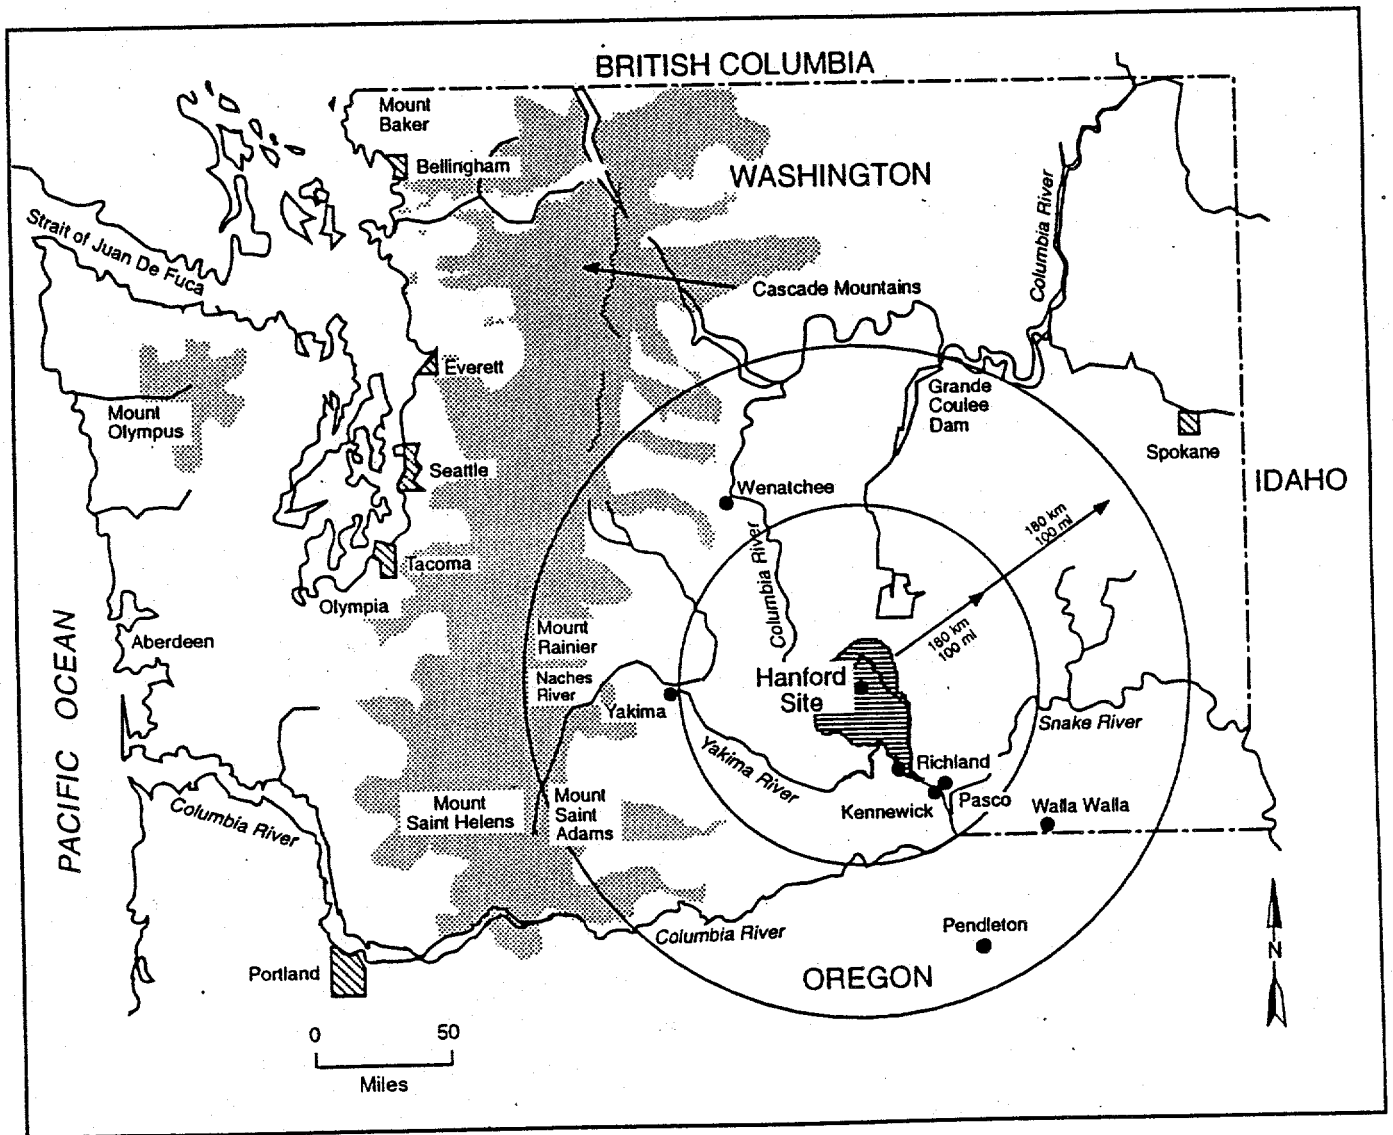 BRITISH COLUMBIA
Mount
Baker
Bellingham
WASHINGTON
Columbia River
Strait of Juan De Fuca
Cascade Mountains
Everett
Grande
Coulee
Dam
Mount
Olympus
Spokane
Seattle
IDAHO
Wenatchee
180 km
100 mi
Columbia River
Tacoma
Olympia
PACIFIC OCEAN
Aberdeen
Mount
Rainier
180 km
100 mi
Naches
River
Hanford
Site
Yakima
Snake River
Yakima River
Richland
Mount
Saint Helens
Mount
Saint
Adams
Kennewick
Pasco
Walla Walla
Columbia River
Columbia River
Pendleton
Portland
OREGON
N
0 50
Miles